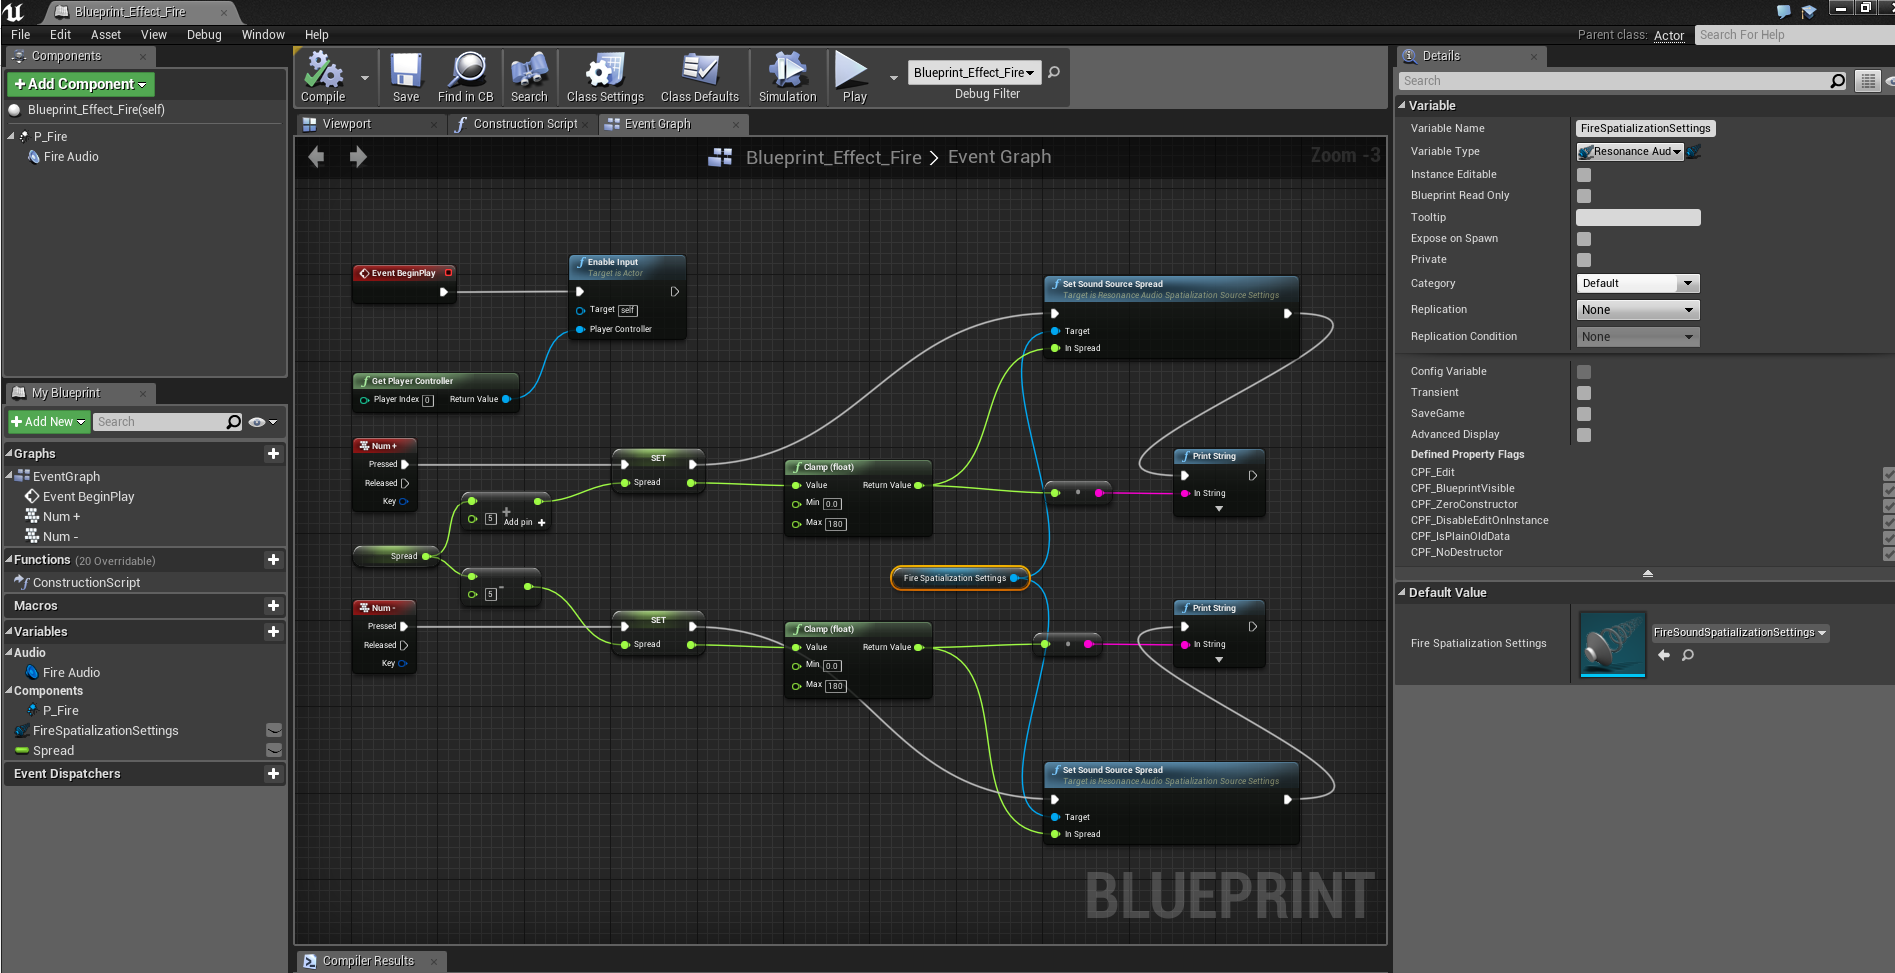 Blueprint_Effect_Fire
File Edit Asset View Debug Window Help
Parent class: Actor
Search For Help
Components
+ Add Component
Blueprint_Effect_Fire(self)
P_Fire
Fire Audio
Compile
Save
Find in CB
Search
Class Settings
Class Defaults
Simulation
Play
Blueprint_Effect_Fire
Debug Filter
Viewport
Construction Script
Event Graph
Blueprint_Effect_Fire > Event Graph
Zoom -3
My Blueprint
+ Add New
Search
Graphs
EventGraph
Event BeginPlay
Num +
Num -
Functions (20 Overridable)
ConstructionScript
Macros
Variables
Audio
Fire Audio
Components
P_Fire
FireSpatializationSettings
Spread
Event Dispatchers
Event BeginPlay
Enable Input
Target is Actor
Target self
Player Controller
Get Player Controller
Player Index 0 Return Value
Num +
Pressed
Released
Key
5 + Add pin +
Spread
5 -
Num -
Pressed
Released
Key
SET
Spread
SET
Spread
Clamp (float)
Value Return Value
Min 0.0
Max 180
Clamp (float)
Value Return Value
Min 0.0
Max 180
Fire Spatialization Settings
Set Sound Source Spread
Target is Resonance Audio Spatialization Source Settings
Target
In Spread
Print String
In String
Print String
In String
Set Sound Source Spread
Target is Resonance Audio Spatialization Source Settings
Target
In Spread
BLUEPRINT
Compiler Results
Details
Search
Variable
Variable Name FireSpatializationSettings
Variable Type Resonance Aud
Instance Editable
Blueprint Read Only
Tooltip
Expose on Spawn
Private
Category Default
Replication None
Replication Condition None
Config Variable
Transient
SaveGame
Advanced Display
Defined Property Flags
CPF_Edit
CPF_BlueprintVisible
CPF_ZeroConstructor
CPF_DisableEditOnInstance
CPF_IsPlainOldData
CPF_NoDestructor
Default Value
Fire Spatialization Settings FireSoundSpatializationSettings